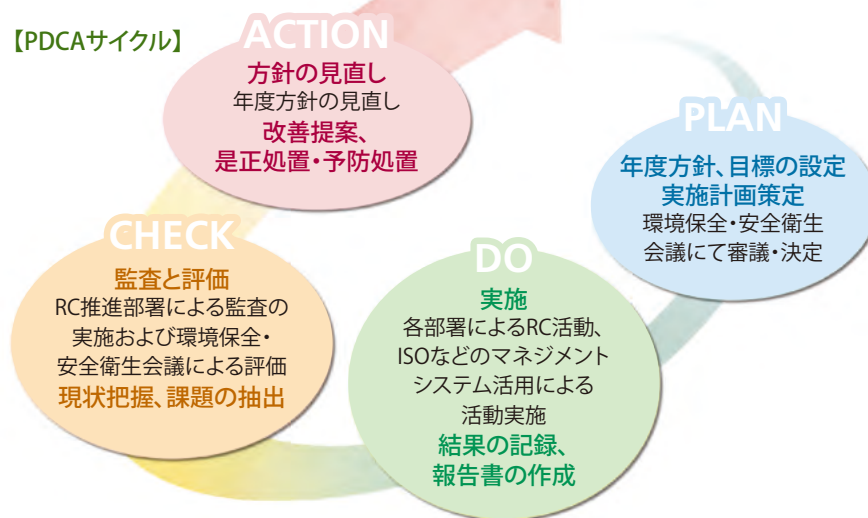 【PDCAサイクル】
ACTION
方針の見直し
年度方針の見直し
改善提案、
是正処置・予防処置
PLAN
年度方針、目標の設定
実施計画策定
環境保全・安全衛生
会議にて審議・決定
CHECK
監査と評価
RC推進部署による監査の
実施および環境保全・
安全衛生会議による評価
現状把握、課題の抽出
DO
実施
各部署によるRC活動、
ISOなどのマネジメント
システム活用による
活動実施
結果の記録、
報告書の作成